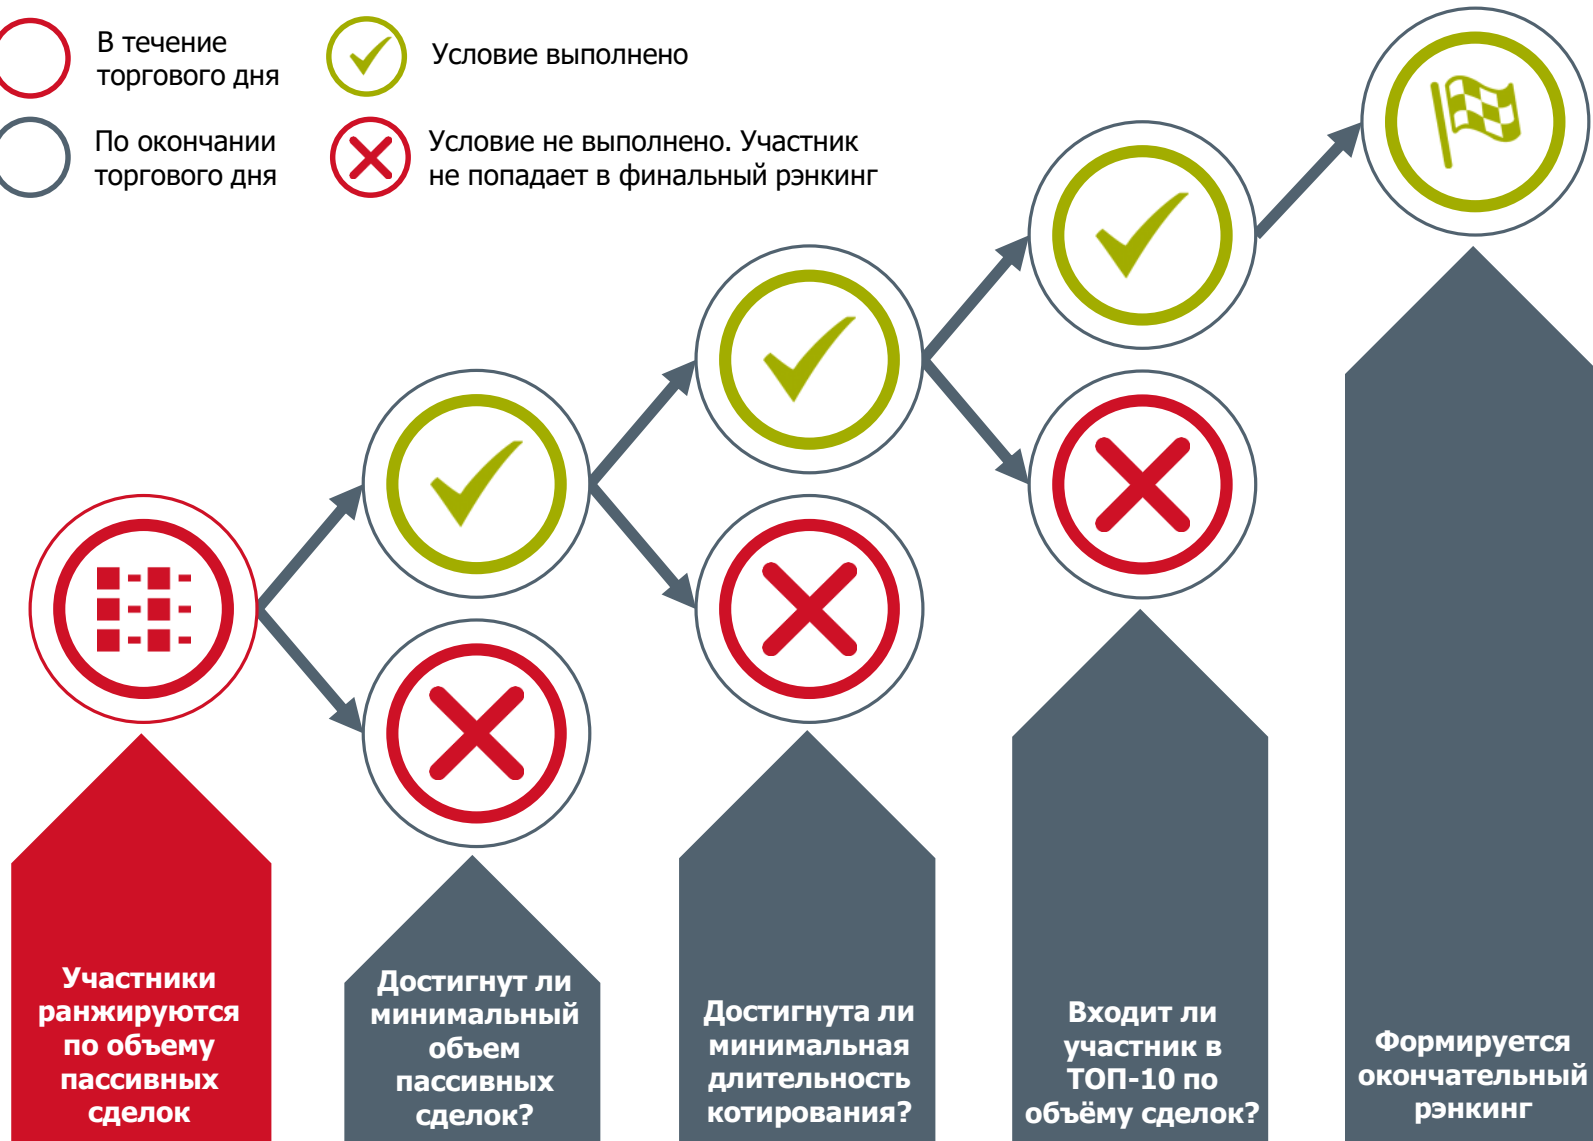 В течение
торгового дня
Условие выполнено
По окончании
торгового дня
Условие не выполнено. Участник
не попадает в финальный рэнкинг
Участники
ранжируются
по объему
пассивных
сделок
Достигнут ли
минимальный
объем
пассивных
сделок?
Достигнута ли
минимальная
длительность
котирования?
Входит ли
участник в
ТОП-10 по
объёму сделок?
Формируется
окончательный
рэнкинг